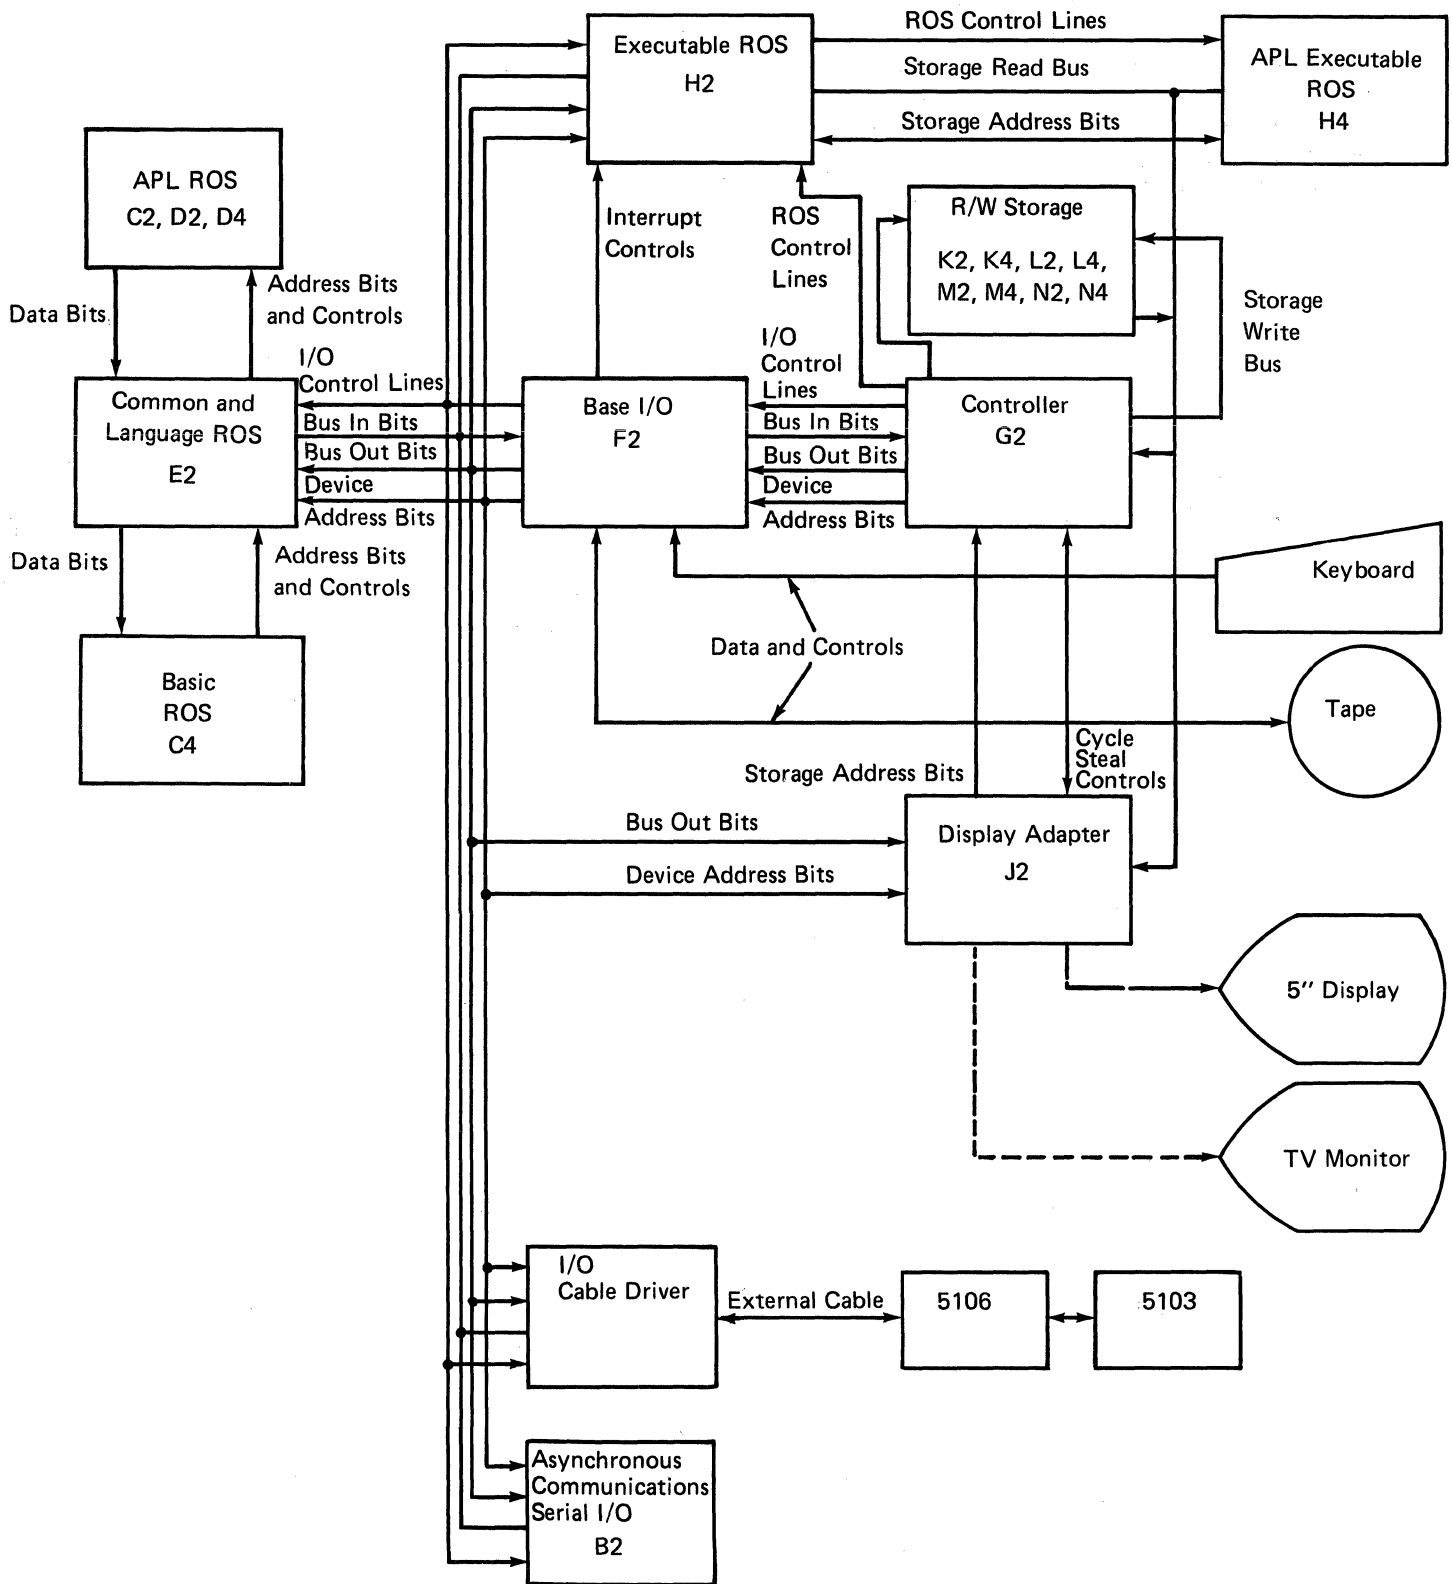 ROS Control Lines
Executable ROS
H2
Storage Read Bus
Storage Address Bits
APL Executable
ROS
H4
APL ROS
C2, D2, D4
Interrupt
Controls
ROS
Control
Lines
R/W Storage
K2, K4, L2, L4,
M2, M4, N2, N4
Data Bits
Address Bits
and Controls
Storage
Write
Bus
I/O
Control Lines
Bus In Bits
Bus Out Bits
Device
Address Bits
Common and
Language ROS
E2
Base I/O
F2
I/O
Control
Lines
Bus In Bits
Bus Out Bits
Device
Address Bits
Controller
G2
Data Bits
Address Bits
and Controls
Keyboard
Data and Controls
Basic
ROS
C4
Tape
Storage Address Bits
Cycle
Steal
Controls
Bus Out Bits
Device Address Bits
Display Adapter
J2
5" Display
TV Monitor
I/O
Cable Driver
External Cable
5106
5103
Asynchronous
Communications
Serial I/O
B2